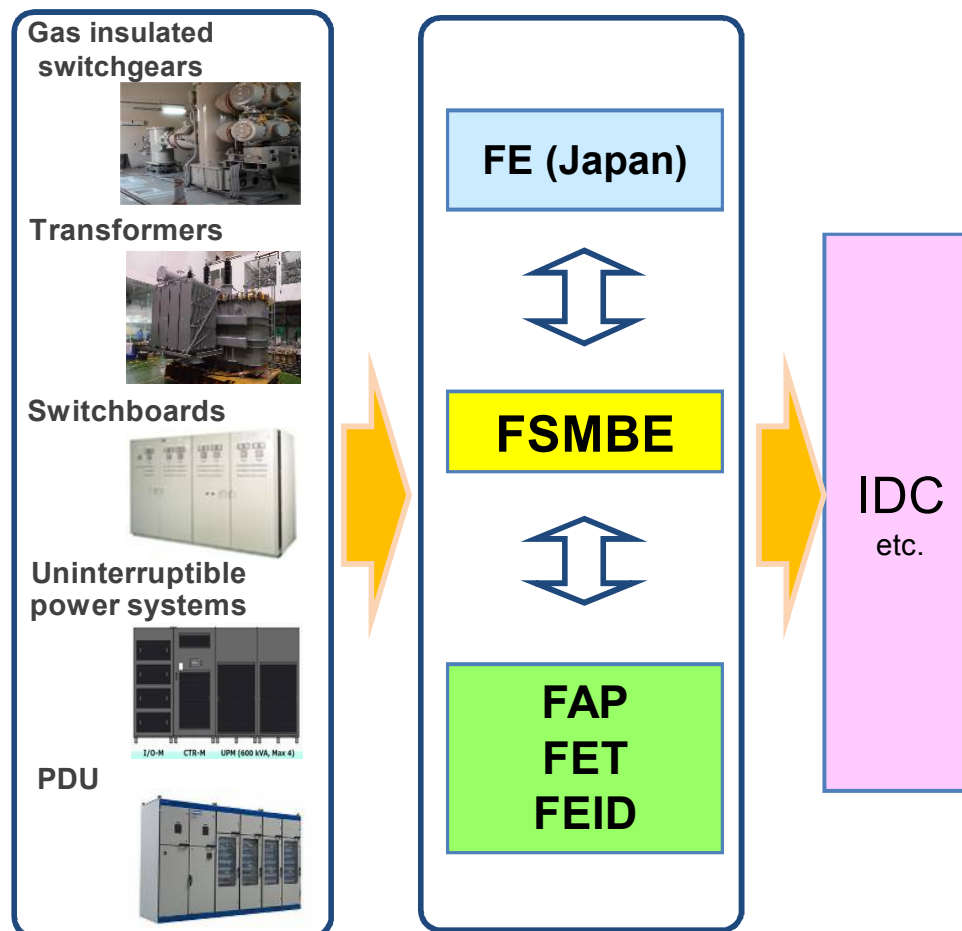 Gas insulated
switchgears
Transformers
Switchboards
Uninterruptible
power systems
I/O-M CTR-M UPM (600 kVA, Max 4)
PDU
FE (Japan)
FSMBE
FAP
FET
FEID
IDC
etc.